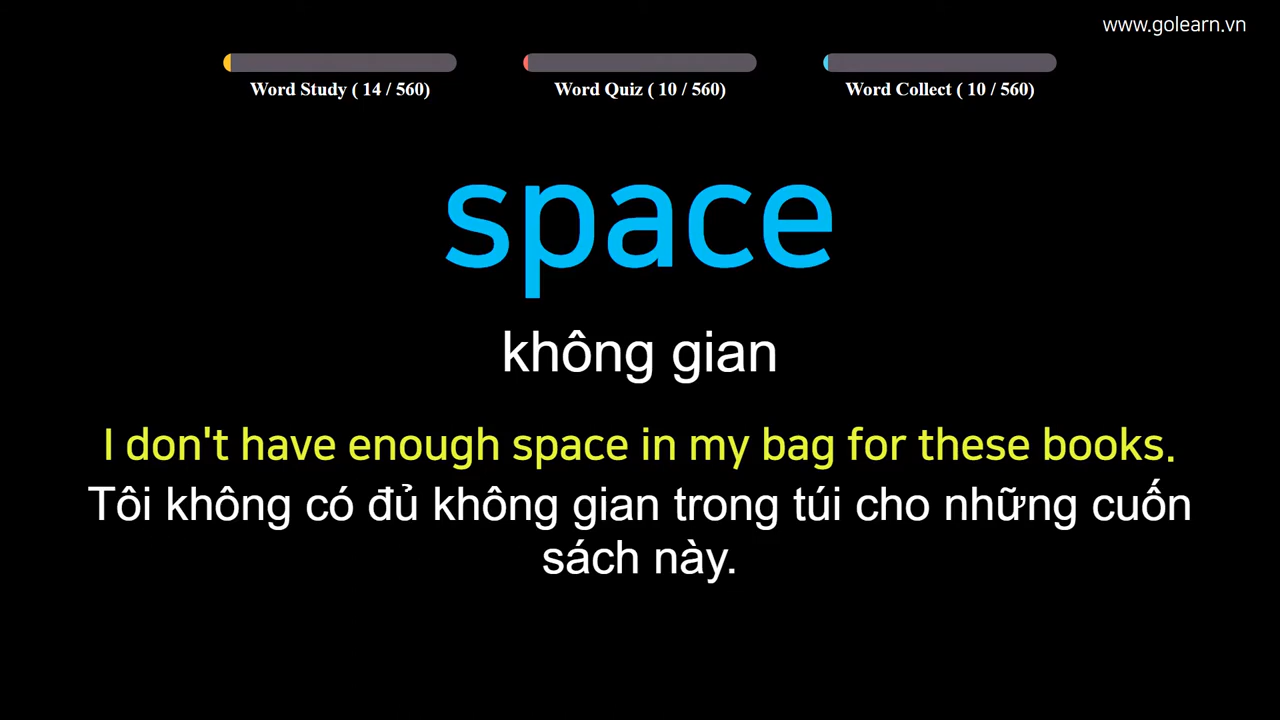 www.golearn.vn
Word Study ( 14 / 560)
Word Quiz ( 10 / 560)
Word Collect ( 10 / 560)
space
không gian
I don't have enough space in my bag for these books.
Tôi không có đủ không gian trong túi cho những cuốn
sách này.